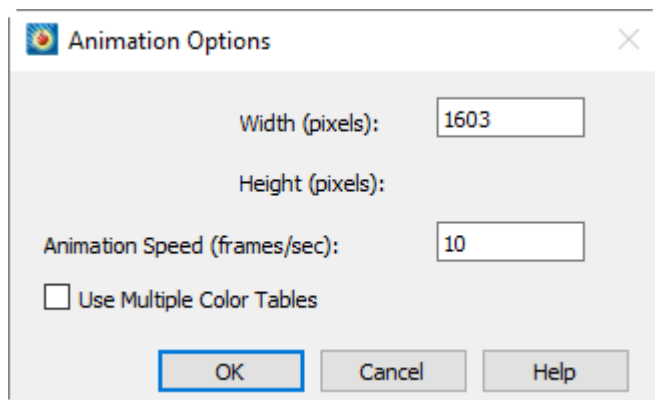 Animation Options
Width (pixels): 1603
Height (pixels):
Animation Speed (frames/sec): 10
Use Multiple Color Tables
OK Cancel Help